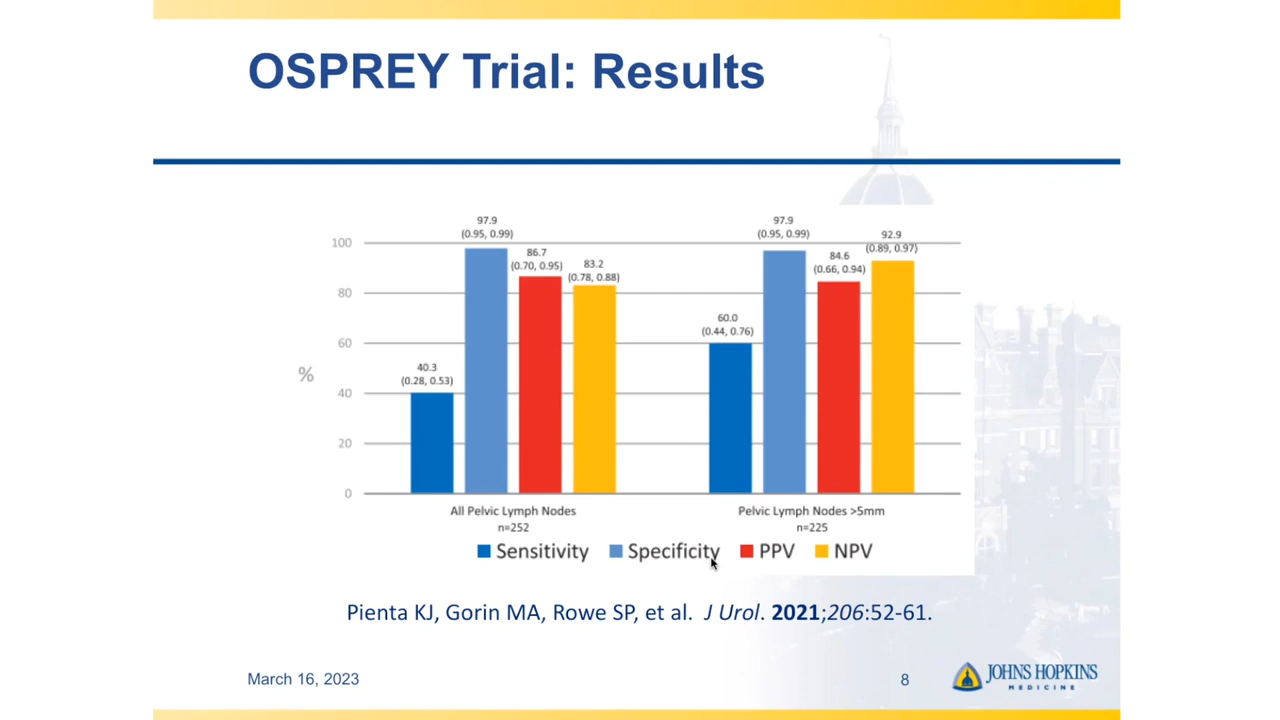 OSPREY Trial: Results
97.9
(0.95, 0.99)
86.7
(0.70, 0.95)
83.2
(0.78, 0.88)
40.3
(0.28, 0.53)
97.9
(0.95, 0.99)
84.6
(0.66, 0.94)
92.9
(0.89, 0.97)
60.0
(0.44, 0.76)
100
80
60
40
20
0
%
All Pelvic Lymph Nodes
n=252
Pelvic Lymph Nodes >5mm
n=225
Sensitivity Specificity PPV NPV
Pienta KJ, Gorin MA, Rowe SP, et al. J Urol. 2021;206:52-61.
March 16, 2023
8
JOHNS HOPKINS
MEDICINE